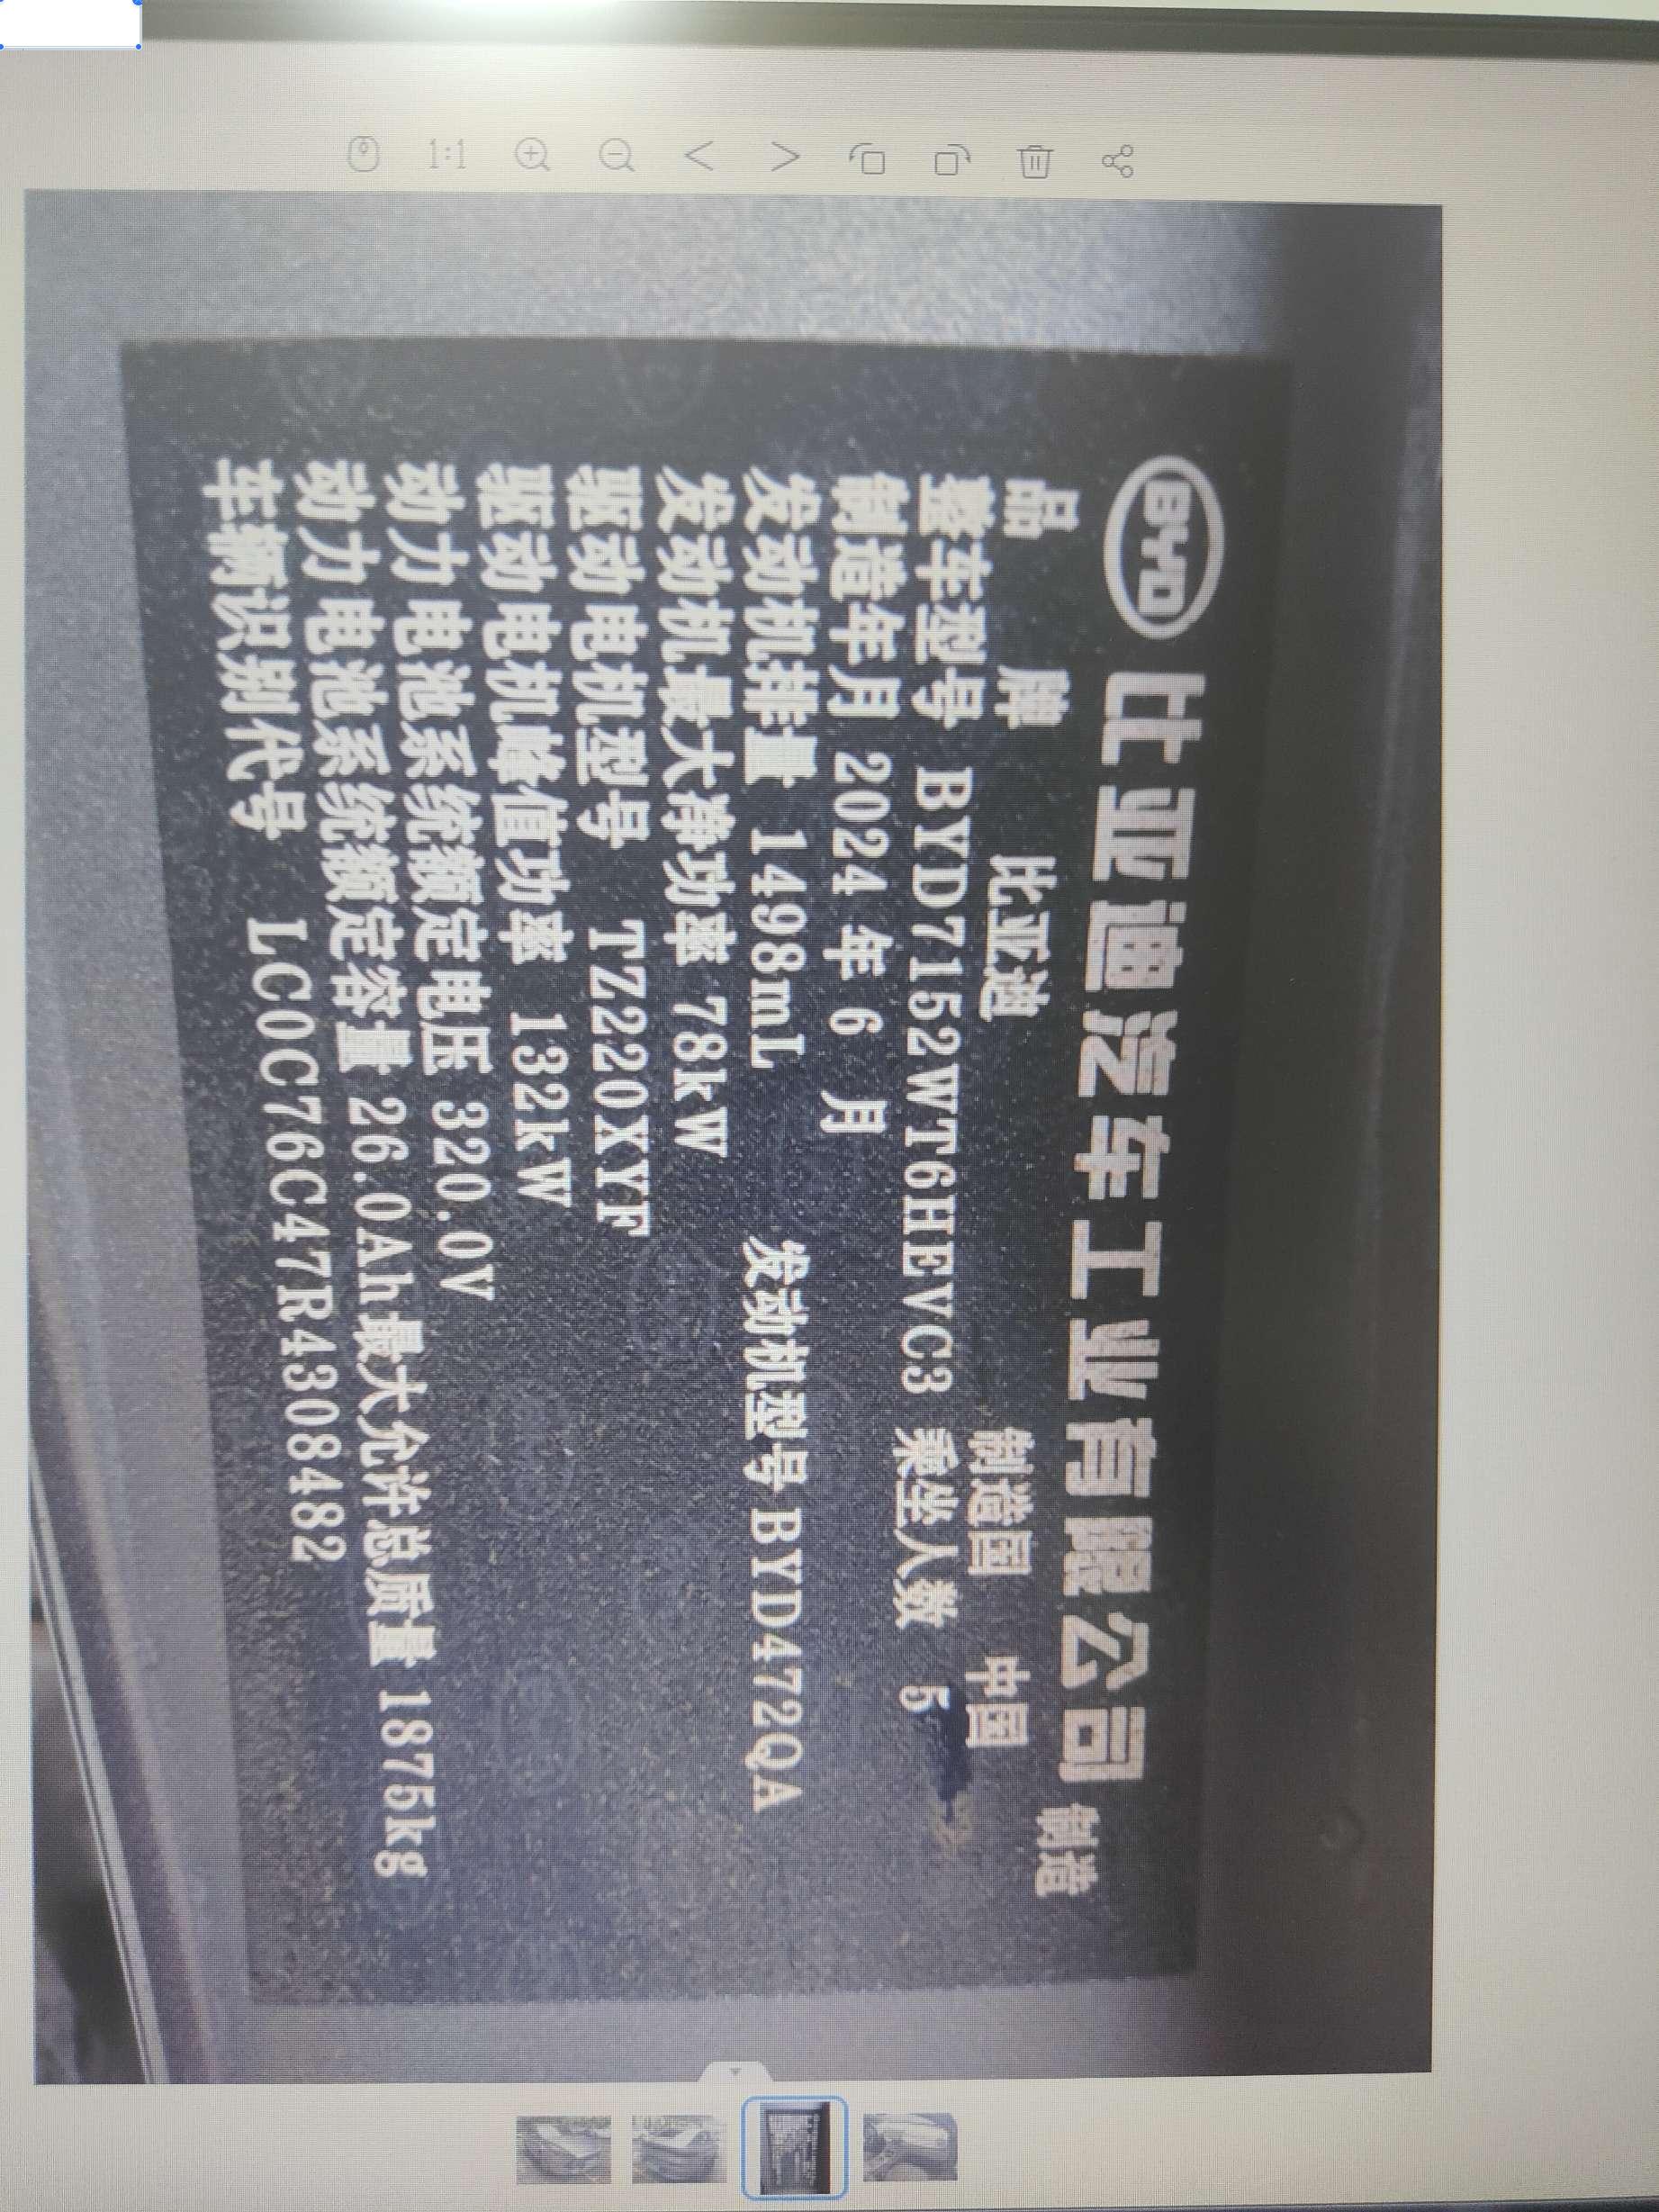 1:1
BYD 比亚迪汽车工业有限公司 制造
品牌 比亚迪 制造国 中国
整车型号 BYD7152WT6HEVC3 乘坐人数 5
制造年月 2024 年 6 月
发动机排量 1498mL 发动机型号 BYD472QA
发动机最大净功率 78kW
驱动电机型号 TZ220XYF
驱动电机峰值功率 132kW
动力电池系统额定电压 320.0V
动力电池系统额定容量 26.0Ah 最大允许总质量 1875kg
车辆识别代号 LC0C76C47R4308482